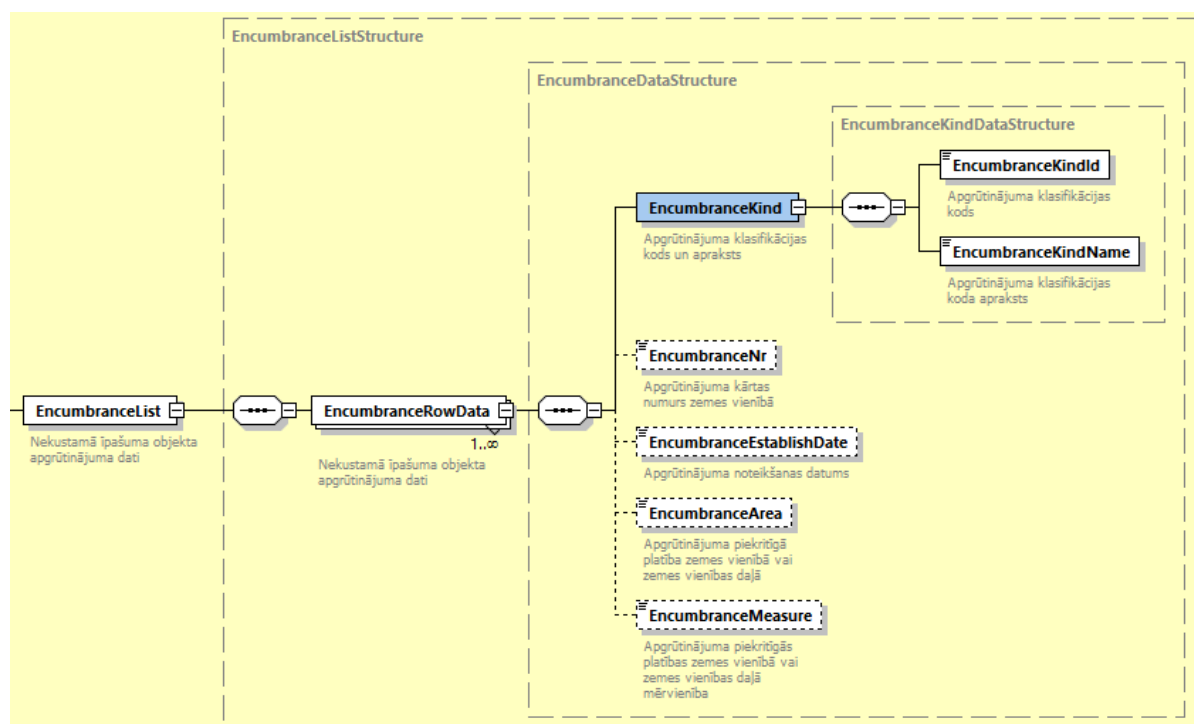 EncumbranceListStructure
EncumbranceDataStructure
EncumbranceKindDataStructure
EncumbranceKindId
Apgrūtinājuma klasifikācijas
kods
EncumbranceKind
Apgrūtinājuma klasifikācijas
kods un apraksts
EncumbranceKindName
Apgrūtinājuma klasifikācijas
koda apraksts
EncumbranceNr
Apgrūtinājuma kārtas
numurs zemes vienībā
EncumbranceList
Nekustamā īpašuma objekta
apgrūtinājuma dati
EncumbranceRowData
1..∞
Nekustamā īpašuma objekta
apgrūtinājuma dati
EncumbranceEstablishDate
Apgrūtinājuma noteikšanas datums
EncumbranceArea
Apgrūtinājuma piekritīgā
platība zemes vienībā vai
zemes vienības daļā
EncumbranceMeasure
Apgrūtinājuma piekritīgās
platības zemes vienībā vai
zemes vienības daļā
mērvienība